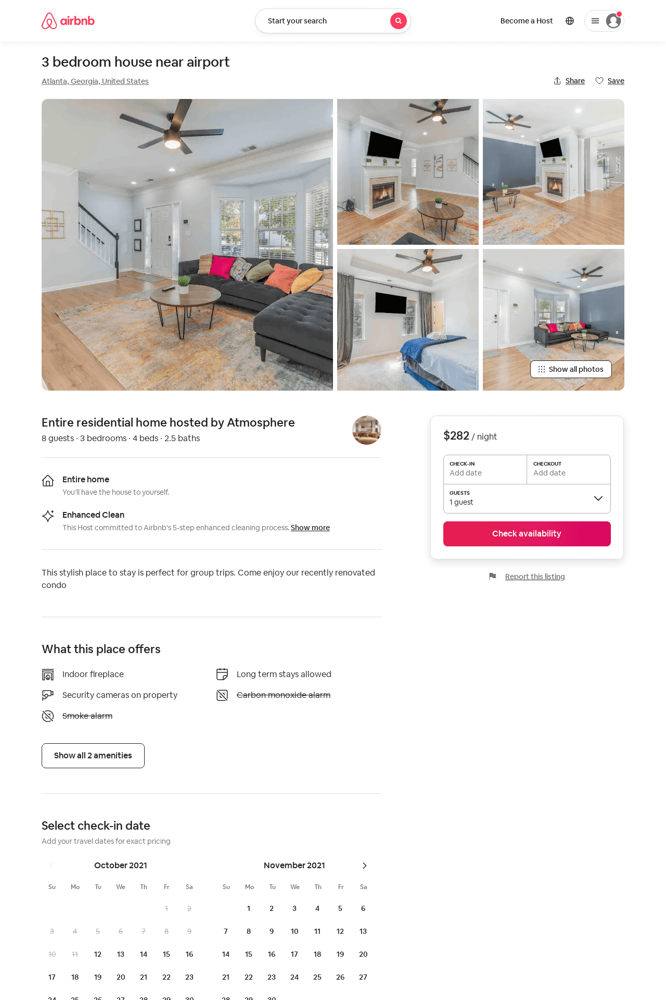 airbnb
Start your search
Become a Host
3 bedroom house near airport
Atlanta, Georgia, United States
Share
Save
Show all photos
Entire residential home hosted by Atmosphere
8 guests · 3 bedrooms · 4 beds · 2.5 baths
Entire home
You’ll have the house to yourself.
Enhanced Clean
This Host committed to Airbnb's 5-step enhanced cleaning process. Show more
This stylish place to stay is perfect for group trips. Come enjoy our recently renovated
condo
$282 / night
CHECK-IN
Add date
CHECKOUT
Add date
GUESTS
1 guest
Check availability
Report this listing
What this place offers
Indoor fireplace
Long term stays allowed
Security cameras on property
Carbon monoxide alarm
Smoke alarm
Show all 2 amenities
Select check-in date
Add your travel dates for exact pricing
October 2021
Su Mo Tu We Th Fr Sa
1 2
3 4 5 6 7 8 9
10 11 12 13 14 15 16
17 18 19 20 21 22 23
24 25 26 27 28 29 30
November 2021
Su Mo Tu We Th Fr Sa
1 2 3 4 5 6
7 8 9 10 11 12 13
14 15 16 17 18 19 20
21 22 23 24 25 26 27
28 29 30